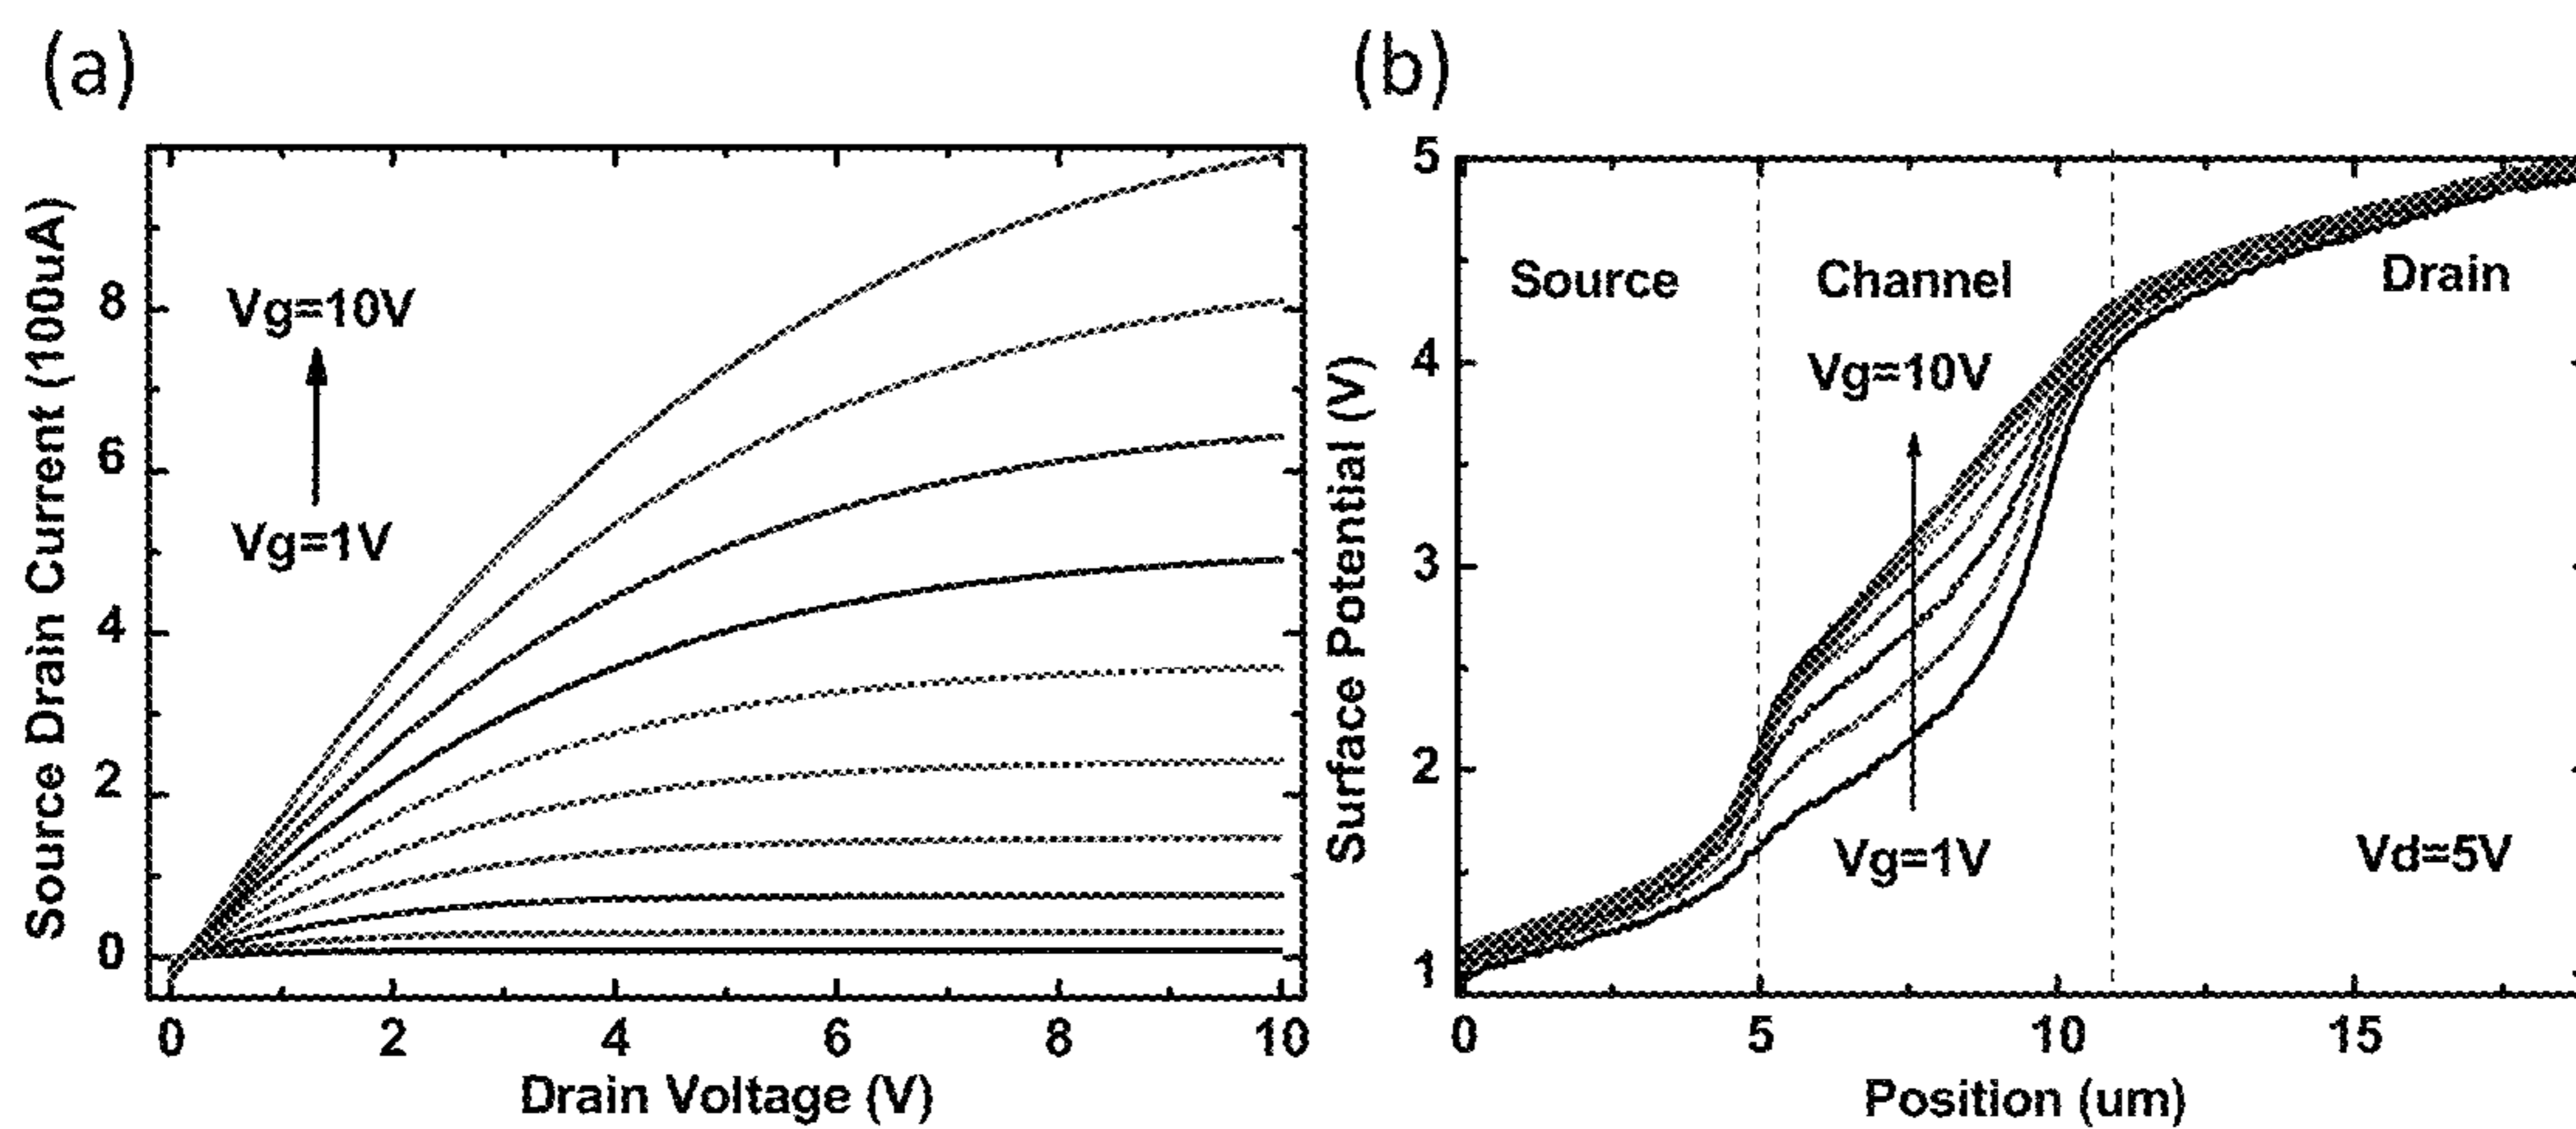 (a)
Source Drain Current (100uA)
8
6
4
2
0
Vg=10V
Vg=1V
0 2 4 6 8 10
Drain Voltage (V)
(b)
Surface Potential (V)
5
4
3
2
1
Source Channel Drain
Vg=10V
Vg=1V
Vd=5V
0 5 10 15
Position (um)